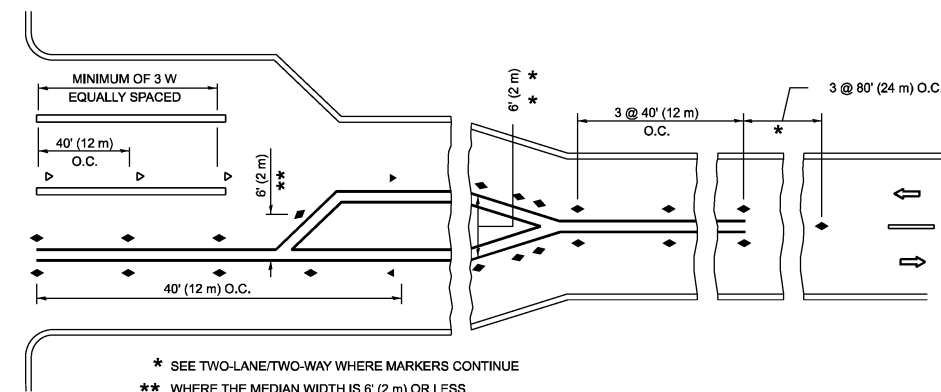 MINIMUM OF 3 W
EQUALLY SPACED
40' (12 m)
O.C.
6' (2 m)
**
40' (12 m) O.C.
6' (2 m) * *
3 @ 40' (12 m)
O.C.
*
3 @ 80' (24 m) O.C.
* SEE TWO-LANE/TWO-WAY WHERE MARKERS CONTINUE
** WHERE THE MEDIAN WIDTH IS 6' (2 m) OR LESS